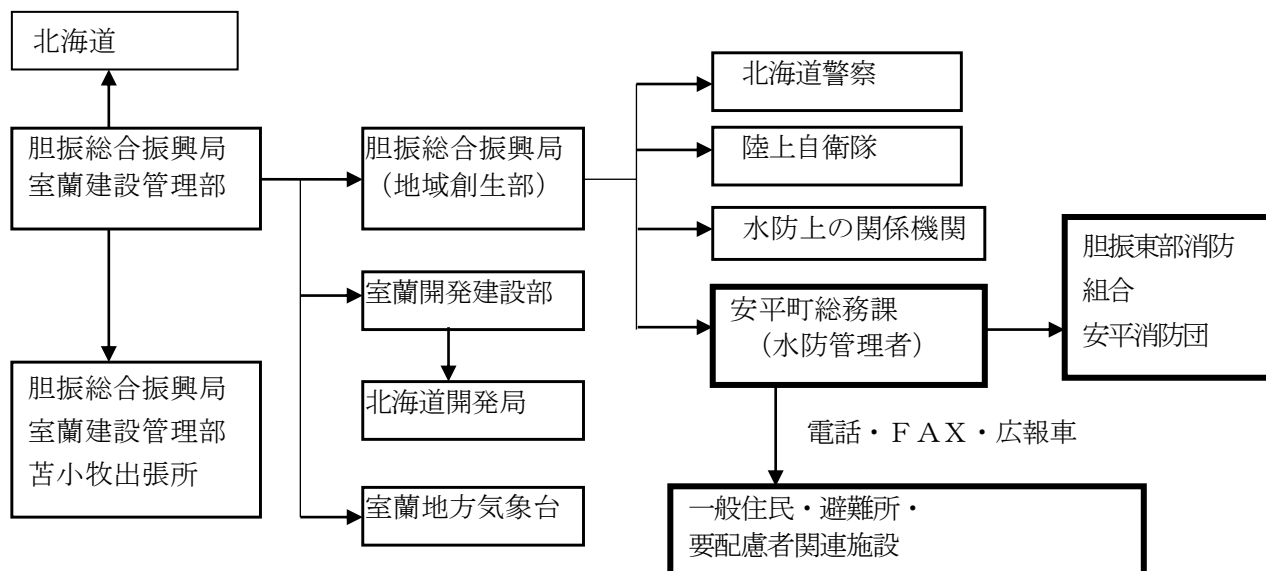 北海道
胆振総合振興局
室蘭建設管理部
胆振総合振興局
室蘭建設管理部
苫小牧出張所
胆振総合振興局
（地域創生部）
室蘭開発建設部
北海道開発局
室蘭地方気象台
北海道警察
陸上自衛隊
水防上の関係機関
安平町総務課
（水防管理者）
胆振東部消防
組合
安平消防団
電話・ＦＡＸ・広報車
一般住民・避難所・
要配慮者関連施設